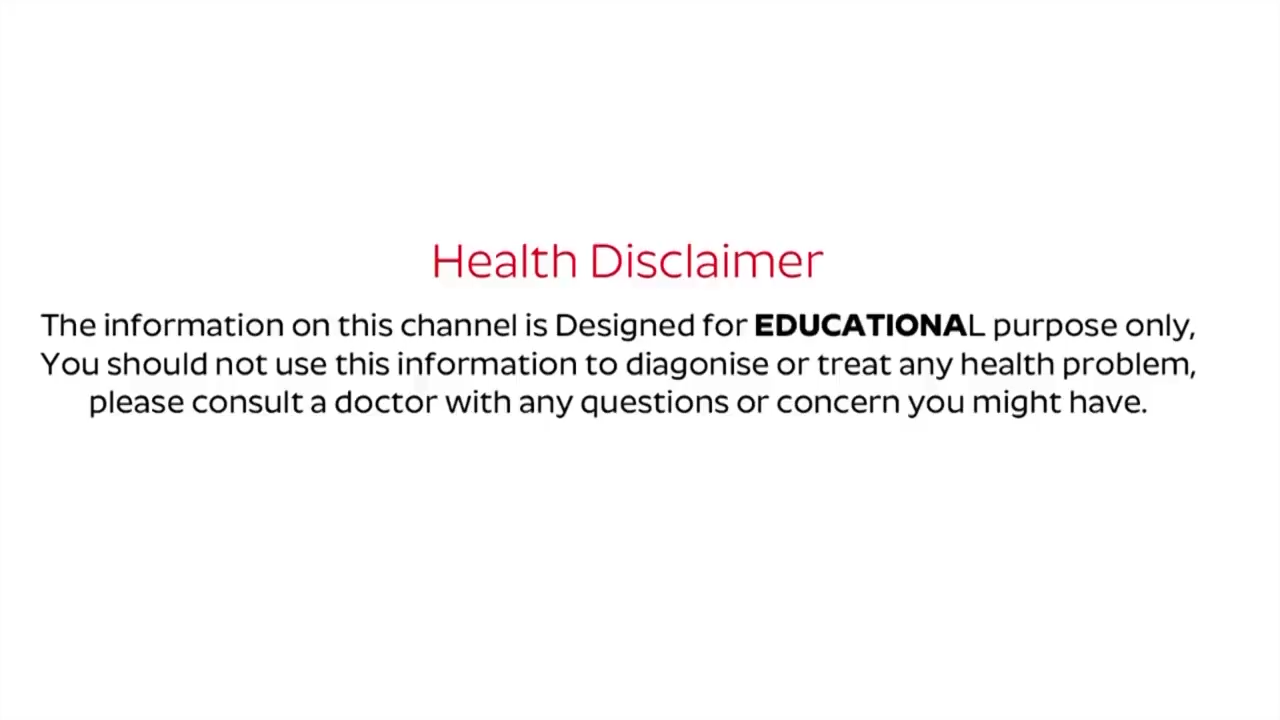 Health Disclaimer
The information on this channel is Designed for EDUCATIONAL purpose only,
You should not use this information to diagonise or treat any health problem,
please consult a doctor with any questions or concern you might have.